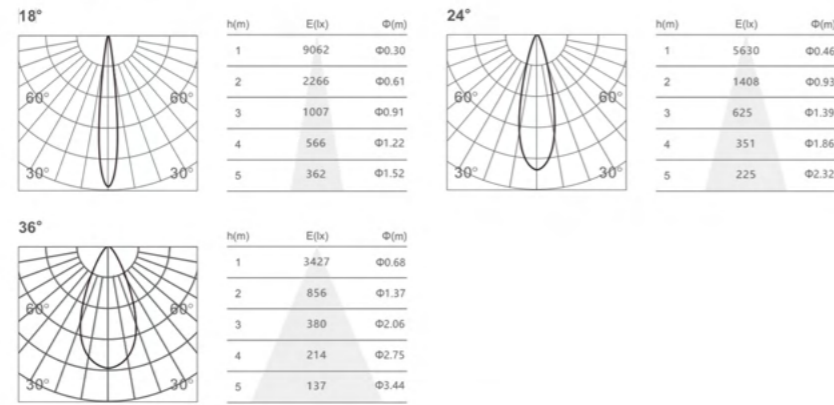 18°
60° 60°
30° 30°
h(m) E(lx) Φ(m)
1 9062 Φ0.30
2 2266 Φ0.61
3 1007 Φ0.91
4 566 Φ1.22
5 362 Φ1.52
24°
60° 60°
30° 30°
h(m) E(lx) Φ(m)
1 5630 Φ0.46
2 1408 Φ0.93
3 625 Φ1.39
4 351 Φ1.86
5 225 Φ2.32
36°
60° 60°
30° 30°
h(m) E(lx) Φ(m)
1 3427 Φ0.68
2 856 Φ1.37
3 380 Φ2.06
4 214 Φ2.75
5 137 Φ3.44